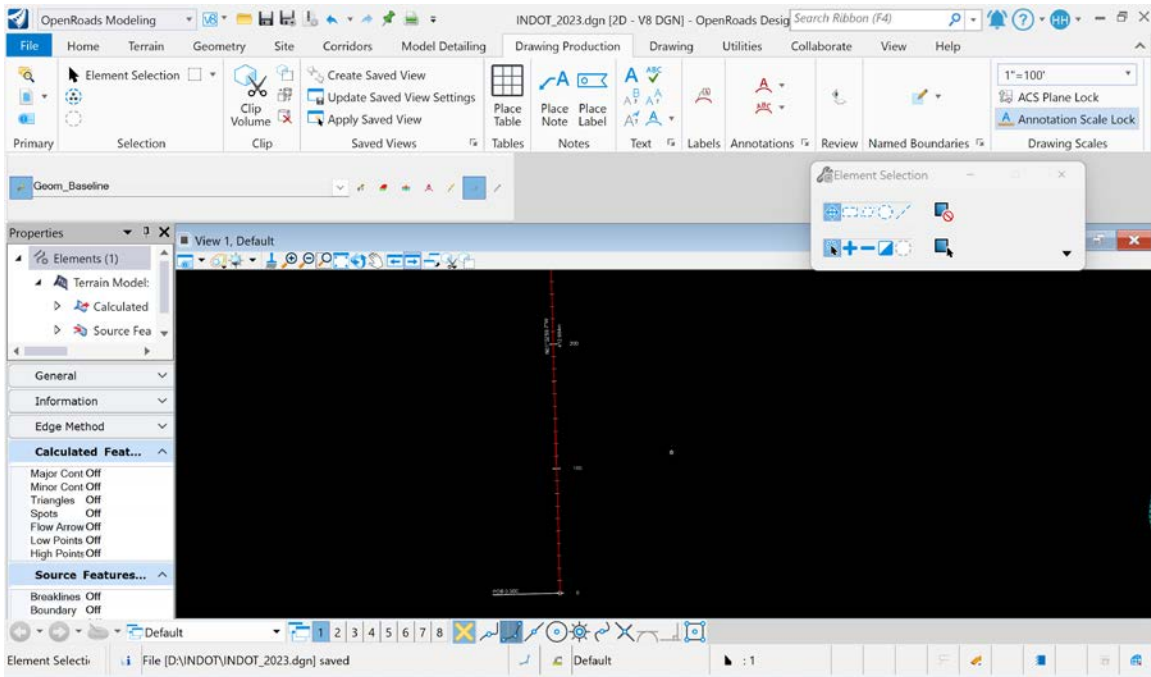 OpenRoads Modeling
INDOT_2023.dgn [2D - V8 DGN] - OpenRoads Desig
Search Ribbon (F4)
HH
File Home Terrain Geometry Site Corridors Model Detailing Drawing Production Drawing Utilities Collaborate View Help
Element Selection
Clip Volume
Create Saved View
Update Saved View Settings
Apply Saved View
Place Table
Place Note
Place Label
1"=100'
ACS Plane Lock
Annotation Scale Lock
Primary Selection Clip Saved Views Tables Notes Text Labels Annotations Review Named Boundaries Drawing Scales
Geom_Baseline
Element Selection
Properties
View 1, Default
Elements (1)
Terrain Model:
Calculated
Source Fea
General
Information
Edge Method
Calculated Feat...
Major Cont Off
Minor Cont Off
Triangles Off
Spots Off
Flow Arrow Off
Low Points Off
High Points Off
Source Features...
Breaklines Off
Boundary Off
200
100
0
Default
1 2 3 4 5 6 7 8
Element Selecti
File [D:\INDOT\INDOT_2023.dgn] saved
Default
: 1